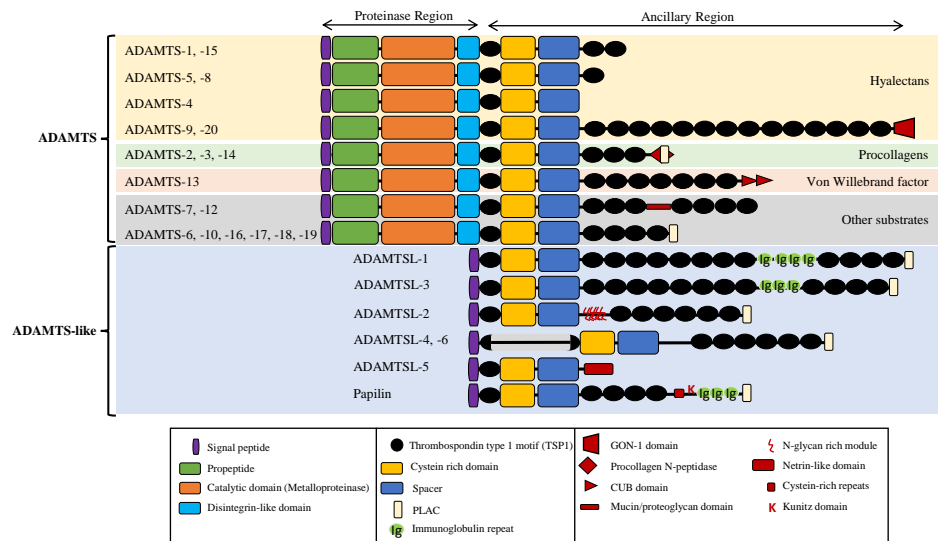 Proteinase Region
Ancillary Region
ADAMTS-1, -15
ADAMTS-5, -8
Hyalectans
ADAMTS-4
ADAMTS-9, -20
ADAMTS
ADAMTS-2, -3, -14
Procollagens
ADAMTS-13
Von Willebrand factor
ADAMTS-7, -12
Other substrates
ADAMTS-6, -10, -16, -17, -18, -19
ADAMTSL-1
Ig Ig Ig Ig
ADAMTSL-3
Ig Ig Ig
ADAMTSL-2
ADAMTS-like
ADAMTSL-4, -6
ADAMTSL-5
Papilin
K
Ig Ig Ig
Signal peptide
Propeptide
Catalytic domain (Metalloproteinase)
Disintegrin-like domain
Thrombospondin type 1 motif (TSP1)
Cystein rich domain
Spacer
PLAC
Ig Immunoglobulin repeat
GON-1 domain
Procollagen N-peptidase
CUB domain
Mucin/proteoglycan domain
N-glycan rich module
Netrin-like domain
Cystein-rich repeats
K Kunitz domain